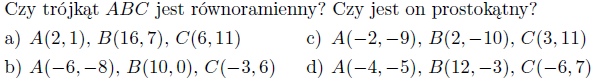 Czy trójkąt ABC jest równoramienny? Czy jest on prostokątny?
a) A(2, 1), B(16, 7), C(6, 11) c) A(−2, −9), B(2, −10), C(3, 11)
b) A(−6, −8), B(10, 0), C(−3, 6) d) A(−4, −5), B(12, −3), C(−6, 7)